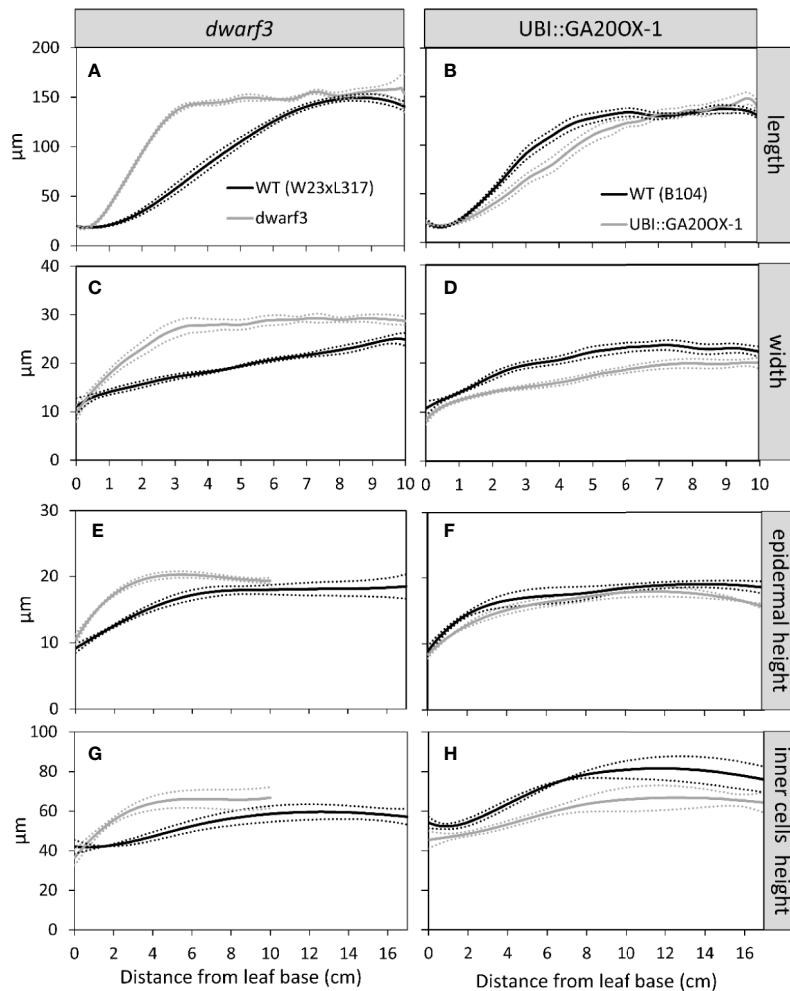 dwarf3 UBI::GA20OX-1
A
B
200
150
100
50
0
µm
WT (W23xL317)
dwarf3
WT (B104)
UBI::GA20OX-1
length
C
D
40
30
20
10
0
µm
width
0 1 2 3 4 5 6 7 8 9 10
0 1 2 3 4 5 6 7 8 9 10
E
F
30
20
10
0
µm
epidermal height
G
H
100
80
60
40
20
0
µm
inner cells height
0 2 4 6 8 10 12 14 16
0 2 4 6 8 10 12 14 16
Distance from leaf base (cm)
Distance from leaf base (cm)